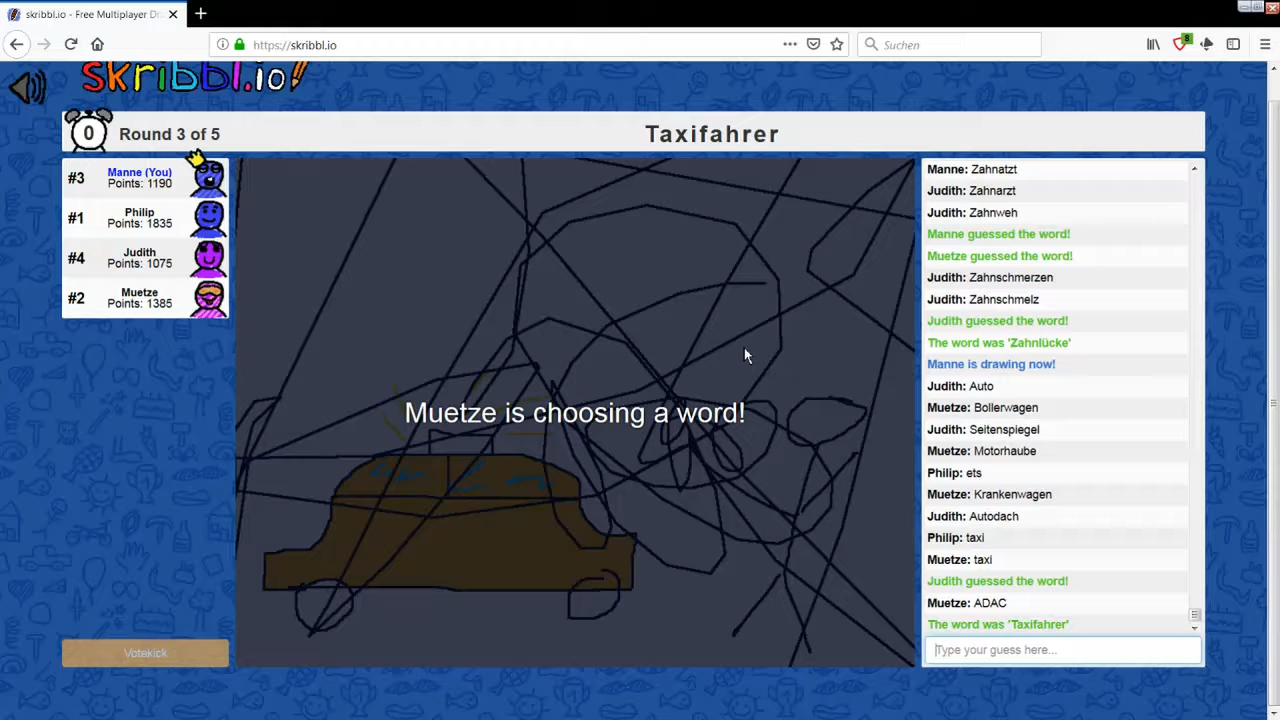 skribbl.io - Free Multiplayer Dr
https://skribbl.io
Suchen
8
skribbl.io!
0
Round 3 of 5
Taxifahrer
#3
Manne (You)
Points: 1190
#1
Philip
Points: 1835
#4
Judith
Points: 1075
#2
Muetze
Points: 1385
Votekick
Muetze is choosing a word!
Manne: Zahnatzt
Judith: Zahnarzt
Judith: Zahnweh
Manne guessed the word!
Muetze guessed the word!
Judith: Zahnschmerzen
Judith: Zahnschmelz
Judith guessed the word!
The word was 'Zahnlücke'
Manne is drawing now!
Judith: Auto
Muetze: Bollerwagen
Judith: Seitenspiegel
Muetze: Motorhaube
Philip: ets
Muetze: Krankenwagen
Judith: Autodach
Philip: taxi
Muetze: taxi
Judith guessed the word!
Muetze: ADAC
The word was 'Taxifahrer'
Type your guess here...